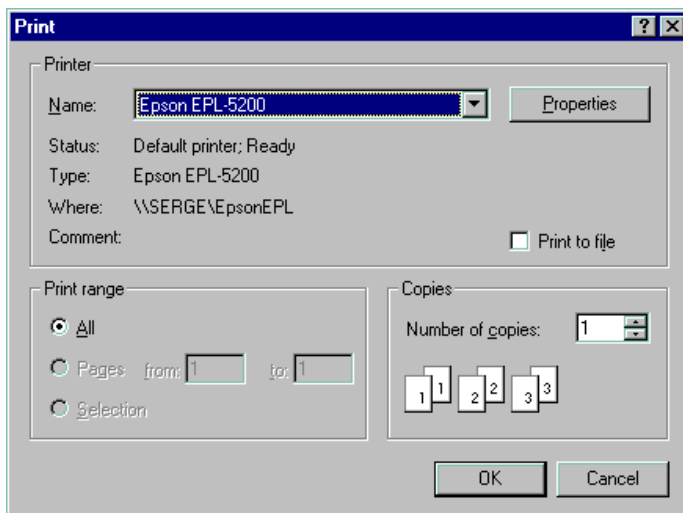 Print
Printer
Name: Epson EPL-5200 Properties
Status: Default printer; Ready
Type: Epson EPL-5200
Where: \\SERGE\EpsonEPL
Comment: Print to file
Print range
All
Pages from: 1 to: 1
Selection
Copies
Number of copies: 1
1 1 2 2 3 3
OK Cancel